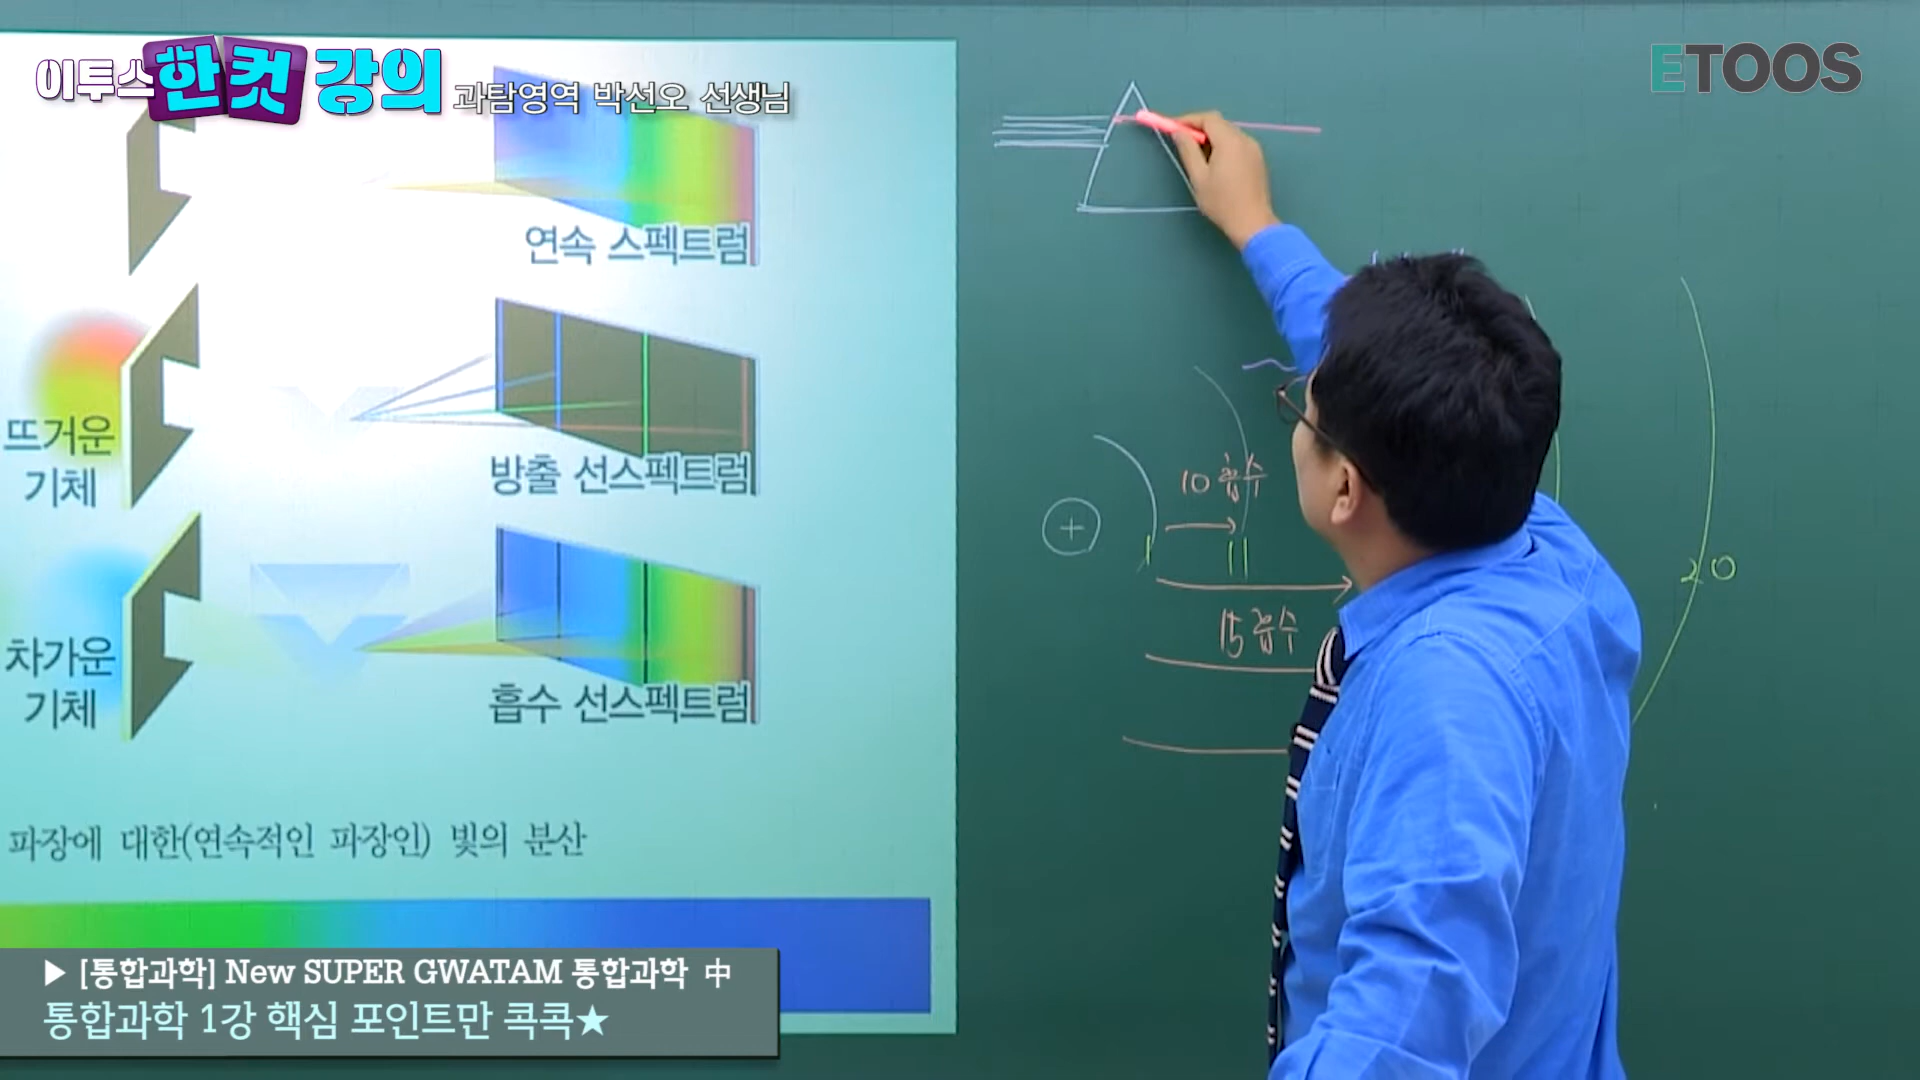 이투스 한컷 강의 과탐영역 박선오 선생님
ETOOS
연속 스펙트럼
뜨거운
기체
방출 선스펙트럼
차가운
기체
흡수 선스펙트럼
파장에 대한(연속적인 파장인) 빛의 분산
+
10 흡수
1
11
15 흡수
20
▶ [통합과학] New SUPER GWATAM 통합과학 中
통합과학 1강 핵심 포인트만 콕콕★